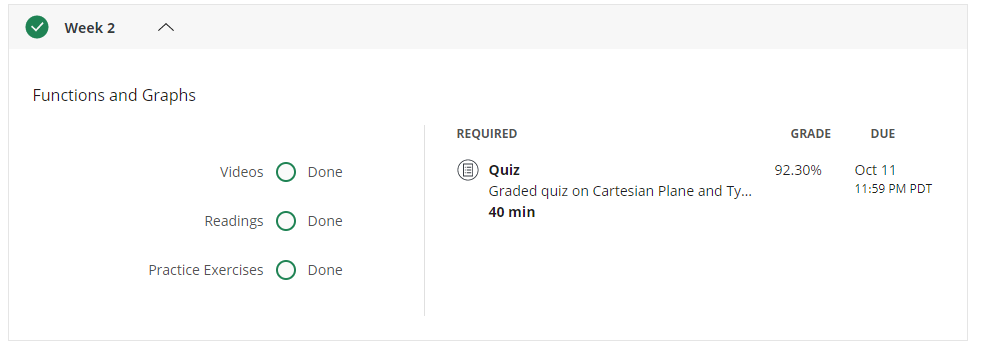 Week 2
Functions and Graphs
Videos Done
Readings Done
Practice Exercises Done
REQUIRED GRADE DUE
Quiz 92.30% Oct 11
Graded quiz on Cartesian Plane and Ty... 11:59 PM PDT
40 min